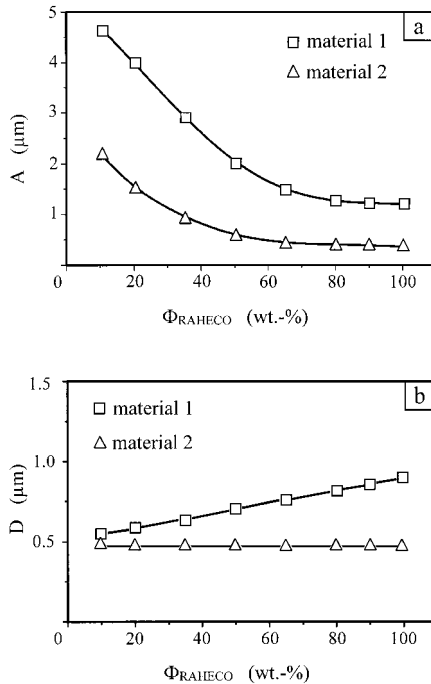 5
a
material 1
material 2
4
3
2
1
0
A (μm)
0 20 40 60 80 100
ΦRAHECO (wt.-%)
1.5
b
material 1
material 2
1.0
0.5
D (μm)
0 20 40 60 80 100
ΦRAHECO (wt.-%)